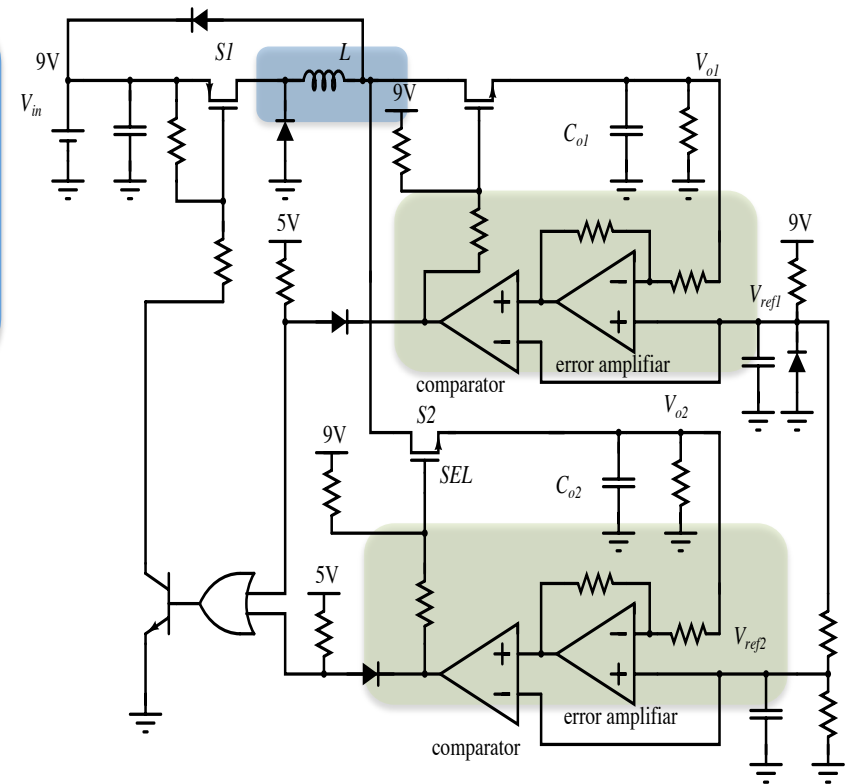 S1
L
9V
Vin
9V
Vo1
Co1
5V
9V
Vref1
+
−
−
+
error amplifiar
comparator
S2
Vo2
9V
SEL
Co2
5V
Vref2
+
−
−
+
error amplifiar
comparator